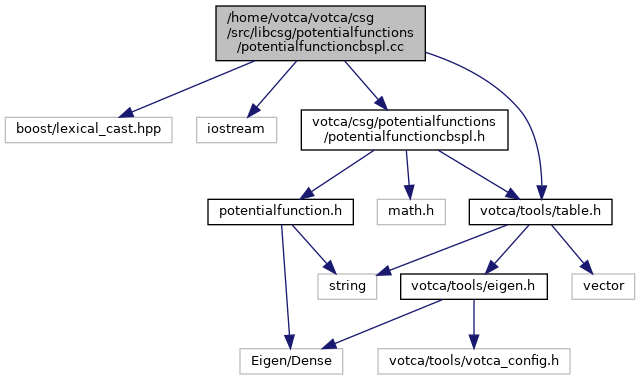 /home/votca/votca/csg
/src/libcsg/potentialfunctions
/potentialfunctioncbspl.cc
boost/lexical_cast.hpp
iostream
votca/csg/potentialfunctions
/potentialfunctioncbspl.h
potentialfunction.h
math.h
votca/tools/table.h
string
votca/tools/eigen.h
vector
Eigen/Dense
votca/tools/votca_config.h